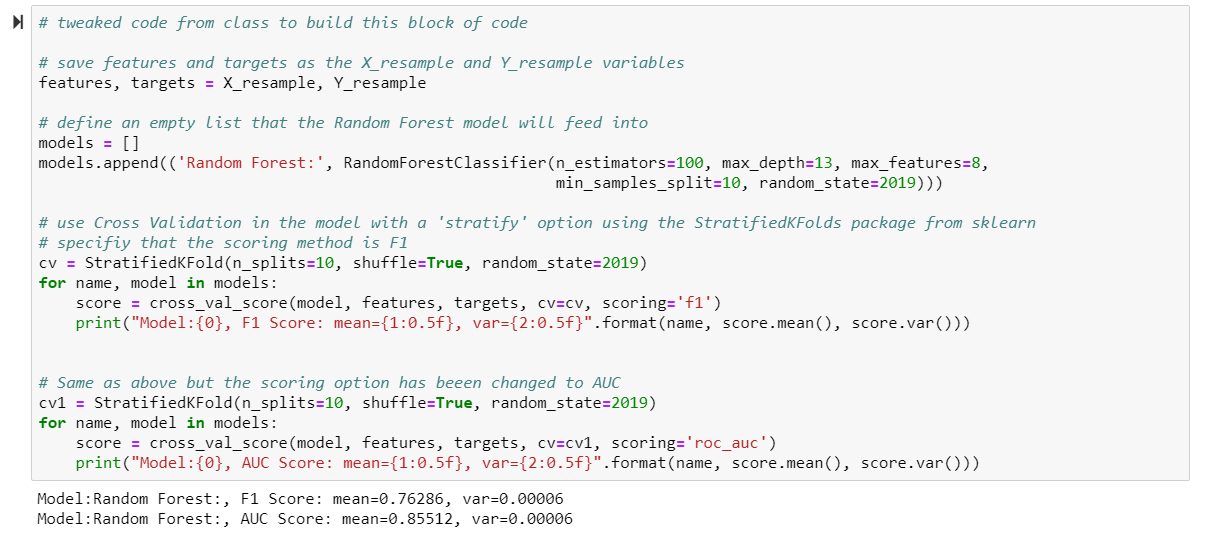 # tweaked code from class to build this block of code
# save features and targets as the X_resample and Y_resample variables
features, targets = X_resample, Y_resample
# define an empty list that the Random Forest model will feed into
models = []
models.append(('Random Forest:', RandomForestClassifier(n_estimators=100, max_depth=13, max_features=8,
min_samples_split=10, random_state=2019)))
# use Cross Validation in the model with a 'stratify' option using the StratifiedKFolds package from sklearn
# specifiy that the scoring method is F1
cv = StratifiedKFold(n_splits=10, shuffle=True, random_state=2019)
for name, model in models:
    score = cross_val_score(model, features, targets, cv=cv, scoring='f1')
    print("Model:{0}, F1 Score: mean={1:0.5f}, var={2:0.5f}".format(name, score.mean(), score.var()))
# Same as above but the scoring option has beeen changed to AUC
cv1 = StratifiedKFold(n_splits=10, shuffle=True, random_state=2019)
for name, model in models:
    score = cross_val_score(model, features, targets, cv=cv1, scoring='roc_auc')
    print("Model:{0}, AUC Score: mean={1:0.5f}, var={2:0.5f}".format(name, score.mean(), score.var()))
Model:Random Forest:, F1 Score: mean=0.76286, var=0.00006
Model:Random Forest:, AUC Score: mean=0.85512, var=0.00006